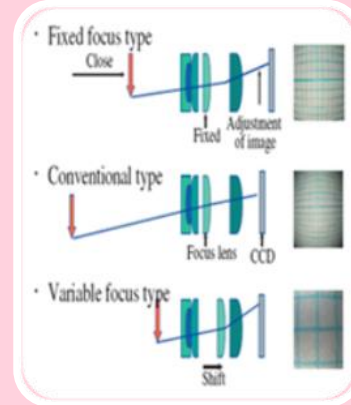 · Fixed focus type
Close
Fixed
Adjustment
of image
· Conventional type
Focus lens
CCD
· Variable focus type
Shift